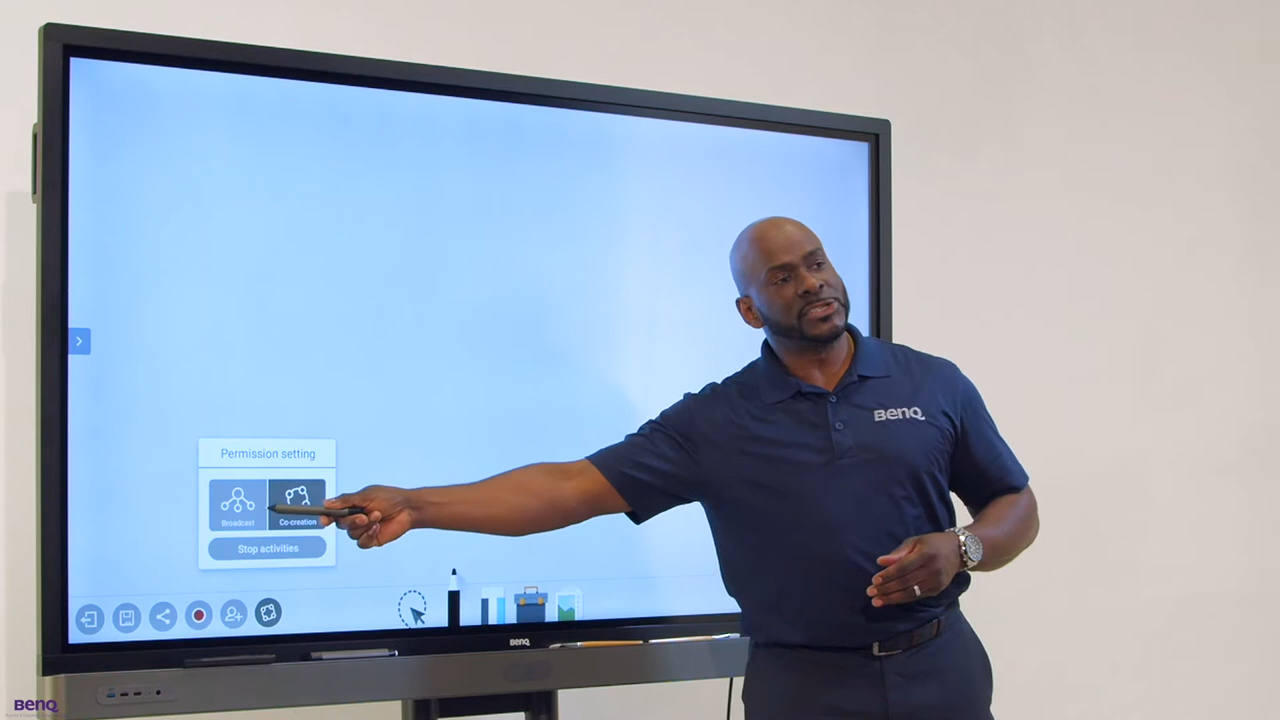 Permission setting
Broadcast
Co-creation
Stop activities
BenQ
BenQ
BenQ